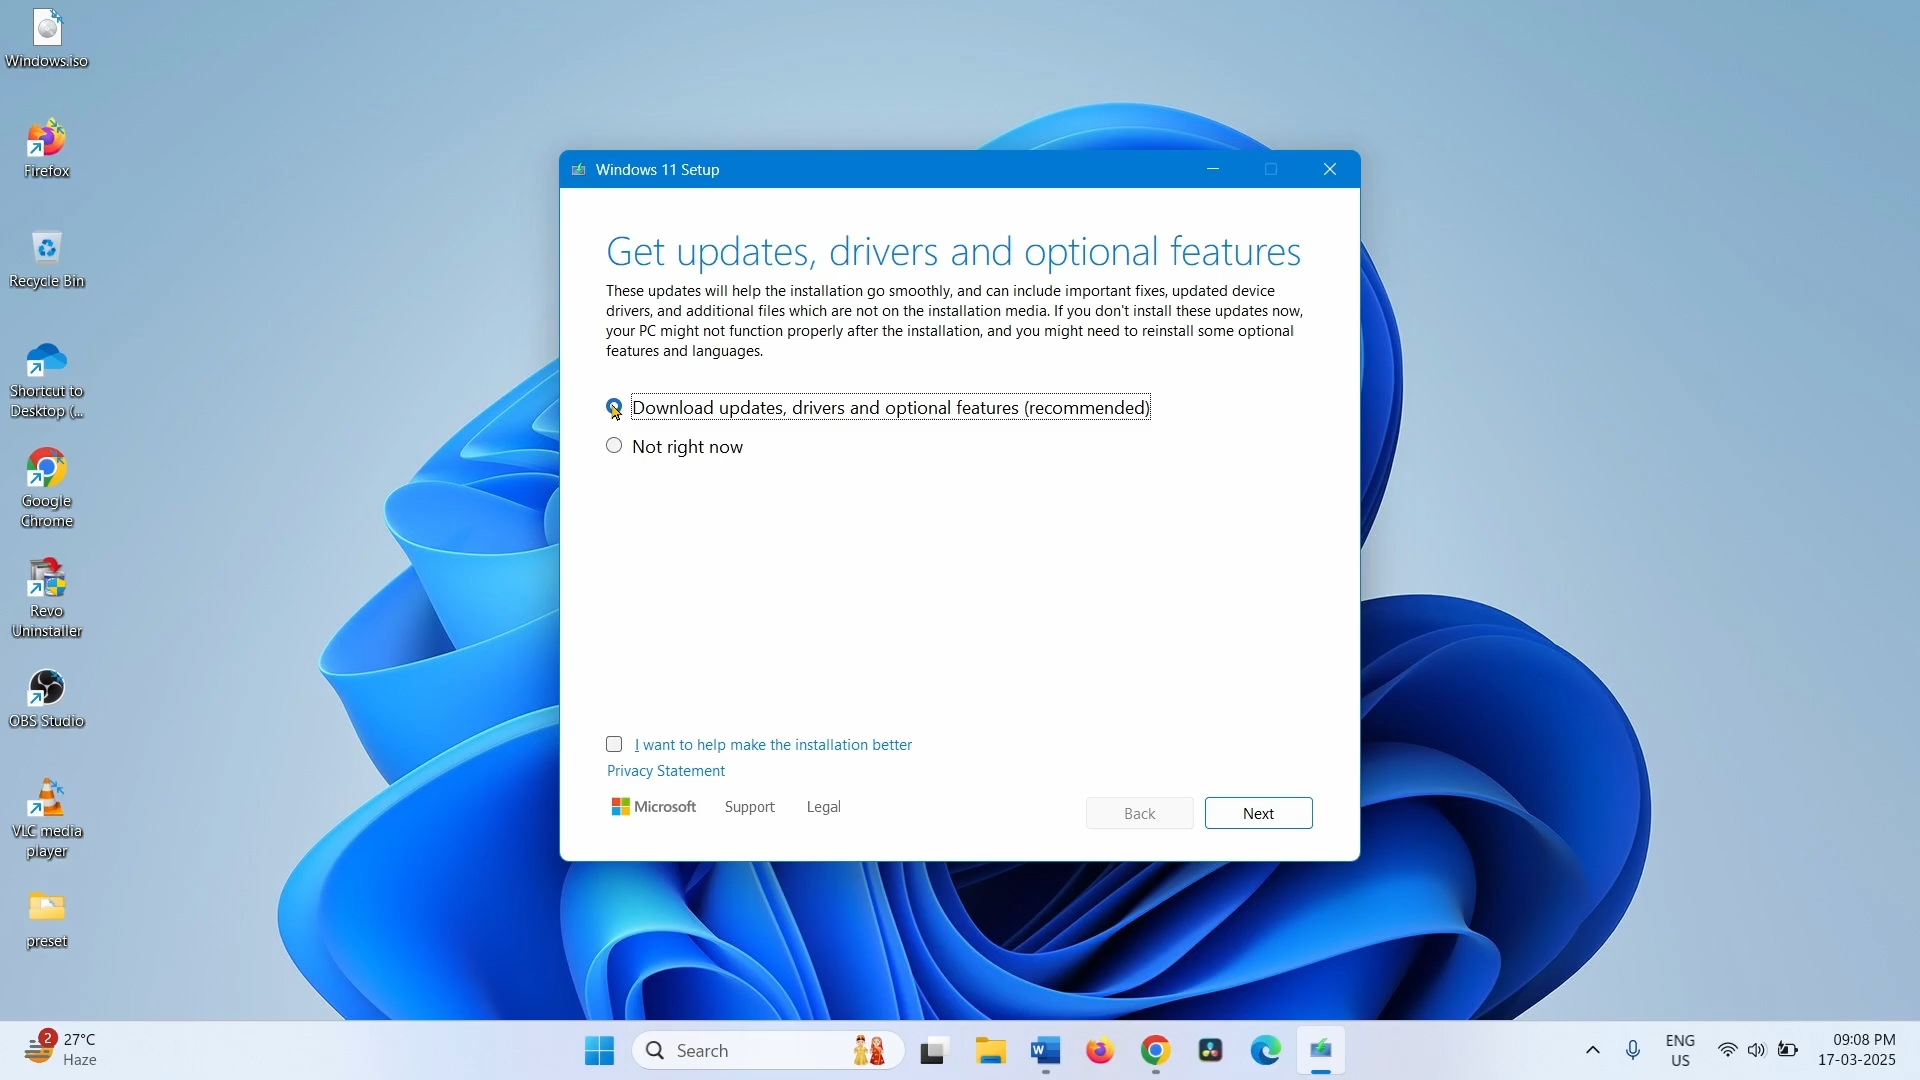 Windows.iso
Firefox
Recycle Bin
Shortcut to
Desktop (...
Google
Chrome
Revo
Uninstaller
OBS Studio
VLC media
player
preset
Windows 11 Setup
Get updates, drivers and optional features
These updates will help the installation go smoothly, and can include important fixes, updated device
drivers, and additional files which are not on the installation media. If you don't install these updates now,
your PC might not function properly after the installation, and you might need to reinstall some optional
features and languages.
Download updates, drivers and optional features (recommended)
Not right now
I want to help make the installation better
Privacy Statement
Microsoft Support Legal
Back Next
2
27°C
Haze
Search
W
ENG
US
09:08 PM
17-03-2025